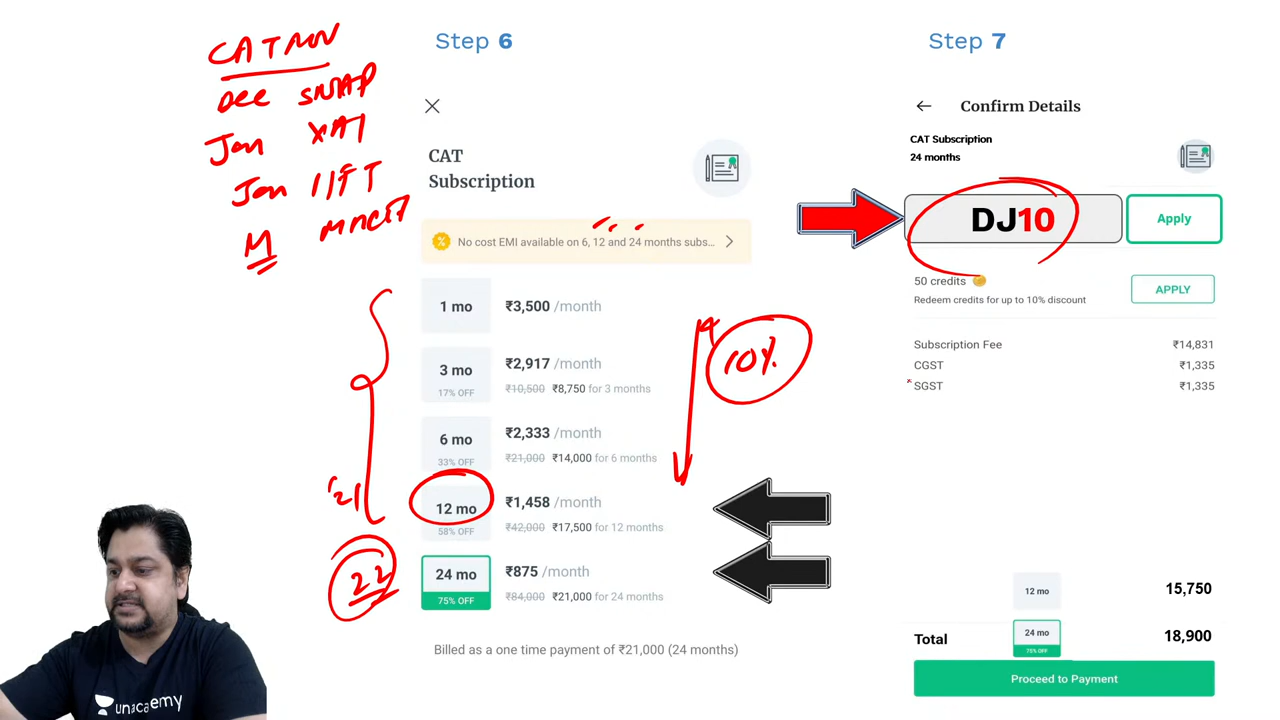 CATMN
Dec SNAP
Jan XAT
Jan IIFT
M MHCET
Step 6
CAT
Subscription
No cost EMI available on 6, 12 and 24 months subs...
1 mo ₹3,500 /month
3 mo ₹2,917 /month
17% OFF ₹10,500 ₹8,750 for 3 months
6 mo ₹2,333 /month
33% OFF ₹21,000 ₹14,000 for 6 months
12 mo ₹1,458 /month
58% OFF ₹42,000 ₹17,500 for 12 months
24 mo ₹875 /month
75% OFF ₹84,000 ₹21,000 for 24 months
Billed as a one time payment of ₹21,000 (24 months)
'21
22
10%
unacademy
Step 7
Confirm Details
CAT Subscription
24 months
DJ10
Apply
50 credits
Redeem credits for up to 10% discount
APPLY
Subscription Fee ₹14,831
CGST ₹1,335
SGST ₹1,335
12 mo 15,750
Total 24 mo 18,900
75% OFF
Proceed to Payment